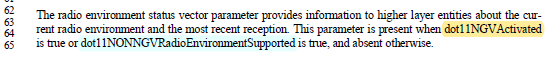 62 The radio environment status vector parameter provides information to higher layer entities about the cur-
63 rent radio environment and the most recent reception. This parameter is present when dot11NGVActivated
64 is true or dot11NONNGVRadioEnvironmentSupported is true, and absent otherwise.
65